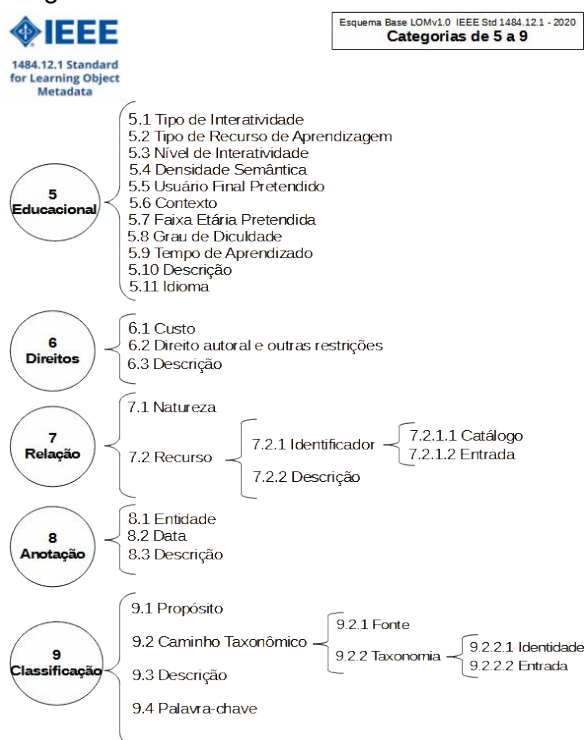 IEEE
1484.12.1 Standard
for Learning Object
Metadata
Esquema Base LOMv1.0 IEEE Std 1484.12.1 - 2020
Categorias de 5 a 9
5
Educacional
5.1 Tipo de Interatividade
5.2 Tipo de Recurso de Aprendizagem
5.3 Nível de Interatividade
5.4 Densidade Semântica
5.5 Usuário Final Pretendido
5.6 Contexto
5.7 Faixa Etária Pretendida
5.8 Grau de Diculdade
5.9 Tempo de Aprendizado
5.10 Descrição
5.11 Idioma
6
Direitos
6.1 Custo
6.2 Direito autoral e outras restrições
6.3 Descrição
7
Relação
7.1 Natureza
7.2 Recurso
7.2.1 Identificador
7.2.1.1 Catálogo
7.2.1.2 Entrada
7.2.2 Descrição
8
Anotação
8.1 Entidade
8.2 Data
8.3 Descrição
9
Classificação
9.1 Propósito
9.2 Caminho Taxonômico
9.2.1 Fonte
9.2.2 Taxonomia
9.2.2.1 Identidade
9.2.2.2 Entrada
9.3 Descrição
9.4 Palavra-chave